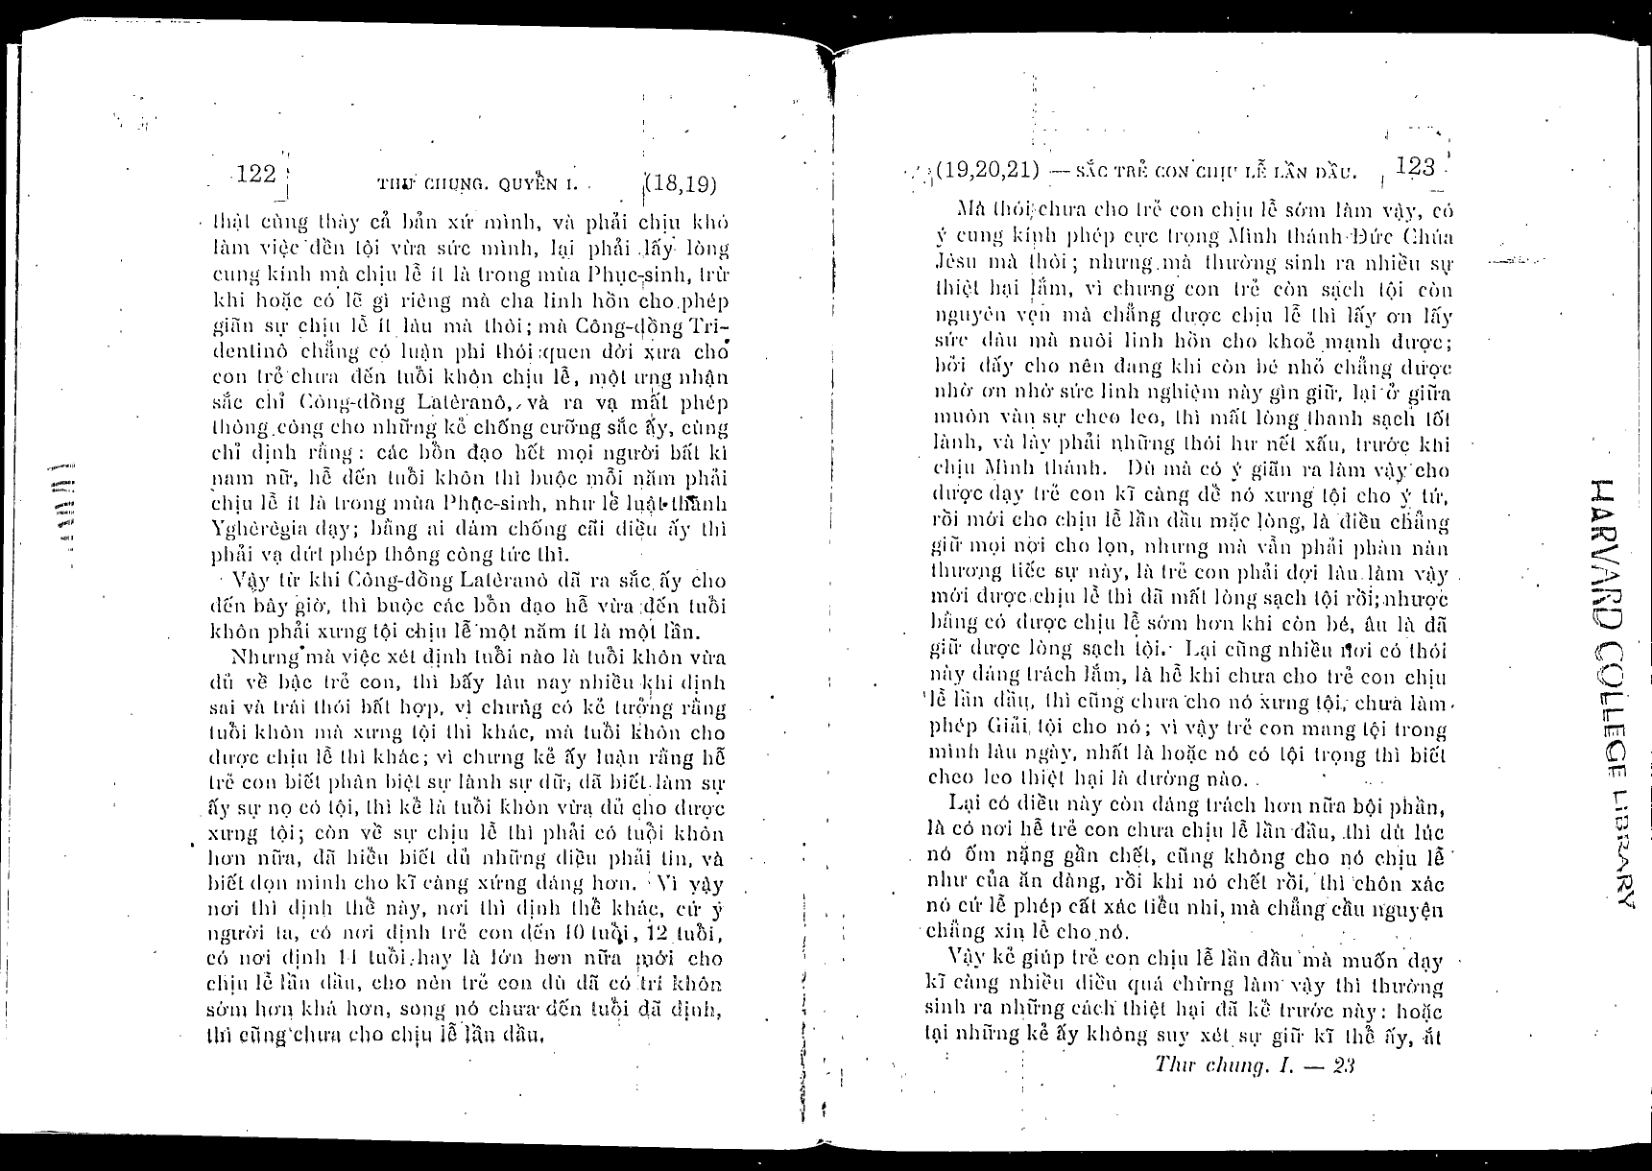 122 THƯ CHUNG. QUYỂN I. (18,19)
thật cùng thày cả bản xứ mình, và phải chịu khó
làm việc đền tội vừa sức mình, lại phải lấy lòng
cung kính mà chịu lễ ít là trong mùa Phục-sinh, trừ
khi hoặc có lẽ gì riêng mà cha linh hồn cho phép
giãn sự chịu lễ ít lâu mà thôi; mà Công-đồng Tri-
dentinô chẳng có luận phi thói quen đời xưa cho
con trẻ chưa đến tuổi khôn chịu lễ, một ưng nhận
sắc chỉ Công-đồng Latêranô, và ra vạ mất phép
thông công cho những kẻ chống cưỡng sắc ấy, cùng
chỉ định rằng: các bổn đạo hết mọi người bất kì
nam nữ, hễ đến tuổi khôn thì buộc mỗi năm phải
chịu lễ ít là trong mùa Phục-sinh, như lề luật thánh
Yghêrêgia dạy; bằng ai dám chống cãi điều ấy thì
phải vạ dứt phép thông công tức thì.
Vậy từ khi Công-đồng Latêranô đã ra sắc ấy cho
đến bây giờ, thì buộc các bổn đạo hễ vừa đến tuổi
khôn phải xưng tội chịu lễ một năm ít là một lần.
Nhưng mà việc xét định tuổi nào là tuổi khôn vừa
đủ về bậc trẻ con, thì bấy lâu nay nhiều khi định
sai và trái thói bất hợp, vì chưng có kẻ tưởng rằng
tuổi khôn mà xưng tội thì khác, mà tuổi khôn cho
được chịu lễ thì khác; vì chưng kẻ ấy luận rằng hễ
trẻ con biết phân biệt sự lành sự dữ, đã biết làm sự
ấy sự nọ có tội, thì kể là tuổi khôn vừa đủ cho được
xưng tội; còn về sự chịu lễ thì phải có tuổi khôn
hơn nữa, đã hiểu biết đủ những điều phải tin, và
biết dọn mình cho kĩ càng xứng đáng hơn. Vì vậy
nơi thì định thể này, nơi thì định thể khác, cứ ý
người ta, có nơi định trẻ con đến 10 tuổi, 12 tuổi,
có nơi định 14 tuổi hay là lớn hơn nữa mới cho
chịu lễ lần đầu, cho nên trẻ con dù đã có trí khôn
sớm hơn khá hơn, song nó chưa đến tuổi đã định,
thì cũng chưa cho chịu lễ lần đầu.
(19,20,21) — SẮC TRẺ CON CHỊU LỄ LẦN ĐẦU. 123
Mà thói chưa cho trẻ con chịu lễ sớm làm vậy, có
ý cung kính phép cực trọng Mình thánh Đức Chúa
Jêsu mà thôi; nhưng mà thường sinh ra nhiều sự
thiệt hại lắm, vì chưng con trẻ còn sạch tội còn
nguyên vẹn mà chẳng được chịu lễ thì lấy ơn lấy
sức đâu mà nuôi linh hồn cho khoẻ mạnh được;
bởi đấy cho nên đang khi còn bé nhỏ chẳng được
nhờ ơn nhờ sức linh nghiệm này gìn giữ, lại ở giữa
muôn vàn sự cheo leo, thì mất lòng thanh sạch tốt
lành, và lây phải những thói hư nết xấu, trước khi
chịu Mình thánh. Dù mà có ý giãn ra làm vậy cho
được dạy trẻ con kĩ càng để nó xưng tội cho ý tứ,
rồi mới cho chịu lễ lần đầu mặc lòng, là điều chẳng
giữ mọi nơi cho lọn, nhưng mà vẫn phải phàn nàn
thương tiếc sự này, là trẻ con phải đợi lâu làm vậy
mới được chịu lễ thì đã mất lòng sạch tội rồi; nhược
bằng có được chịu lễ sớm hơn khi còn bé, âu là đã
giữ được lòng sạch tội. Lại cũng nhiều nơi có thói
này đáng trách lắm, là hễ khi chưa cho trẻ con chịu
lễ lần đầu, thì cũng chưa cho nó xưng tội, chưa làm
phép Giải tội cho nó; vì vậy trẻ con mang tội trong
mình lâu ngày, nhất là hoặc nó có tội trọng thì biết
cheo leo thiệt hại là dường nào.
Lại có điều này còn đáng trách hơn nữa bội phần,
là có nơi hễ trẻ con chưa chịu lễ lần đầu, thì dù lúc
nó ốm nặng gần chết, cũng không cho nó chịu lễ
như của ăn đàng, rồi khi nó chết rồi, thì chôn xác
nó cứ lễ phép cất xác tiểu nhi, mà chẳng cầu nguyện
chẳng xin lễ cho nó.
Vậy kẻ giúp trẻ con chịu lễ lần đầu mà muốn dạy
kĩ càng nhiều điều quá chừng làm vậy thì thường
sinh ra những cách thiệt hại đã kể trước này: hoặc
tại những kẻ ấy không suy xét sự giữ kĩ thể ấy, ắt
Thư chung. I. — 23
HARVARD COLLEGE LIBRARY